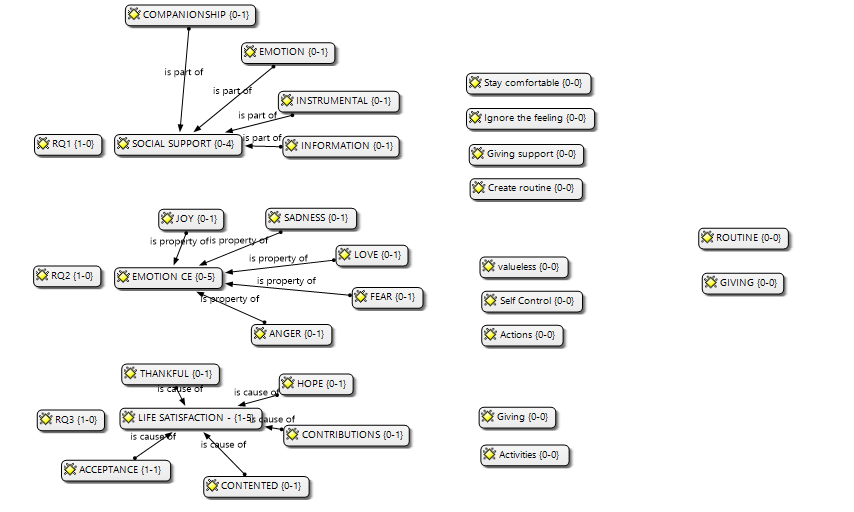 COMPANIONSHIP {0-1}
is part of
EMOTION {0-1}
is part of
INSTRUMENTAL {0-1}
is part of
INFORMATION {0-1}
is part of
RQ1 {1-0}
SOCIAL SUPPORT {0-4}
JOY {0-1}
is property of
SADNESS {0-1}
is property of
LOVE {0-1}
is property of
RQ2 {1-0}
EMOTION CE {0-5}
is property of
FEAR {0-1}
is property of
ANGER {0-1}
THANKFUL {0-1}
is cause of
HOPE {0-1}
is cause of
RQ3 {1-0}
LIFE SATISFACTION - {1-5}
is cause of
CONTRIBUTIONS {0-1}
is cause of
is cause of
ACCEPTANCE {1-1}
CONTENTED {0-1}
Stay comfortable {0-0}
Ignore the feeling {0-0}
Giving support {0-0}
Create routine {0-0}
valueless {0-0}
Self Control {0-0}
Actions {0-0}
Giving {0-0}
Activities {0-0}
ROUTINE {0-0}
GIVING {0-0}